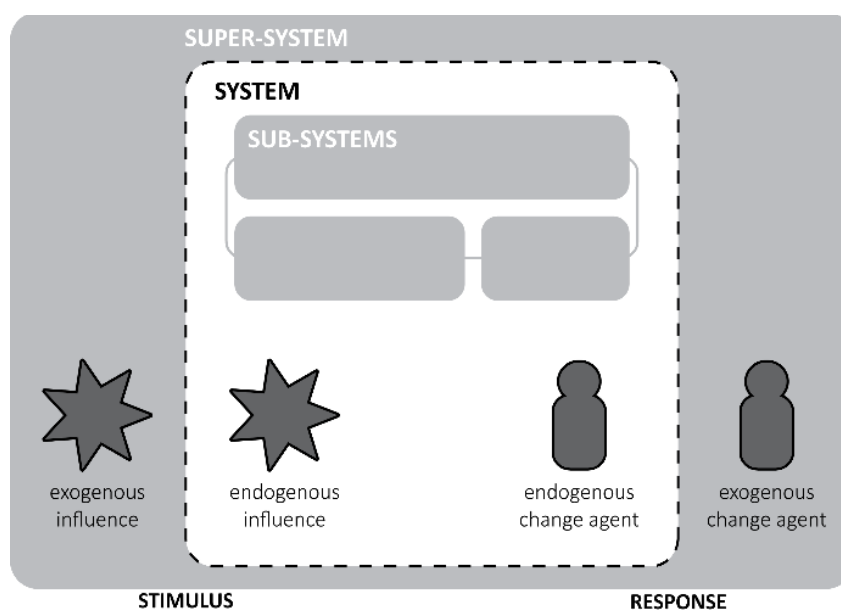 SUPER-SYSTEM
SYSTEM
SUB-SYSTEMS
exogenous
influence
endogenous
influence
endogenous
change agent
exogenous
change agent
STIMULUS
RESPONSE